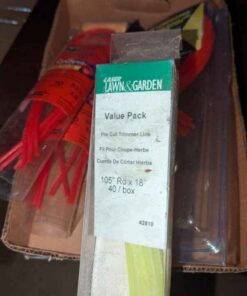 LASER
LAWN & GARDEN
Value Pack
Pre Cut Trimmer Line
Fil Pour Coupe-Herbe
Cuerda De Cortar Hierba
105" Rd x 18"
40 / box